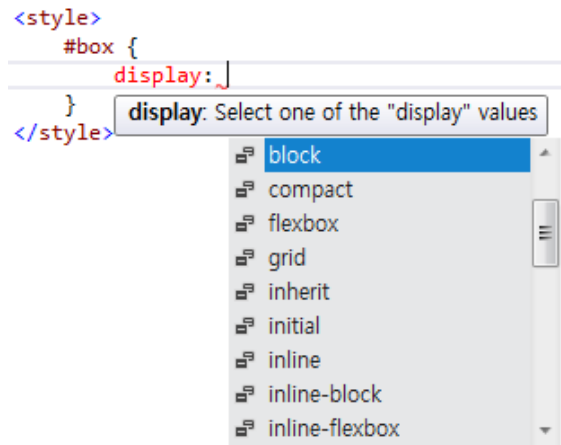 <style>
#box {
display:
}
display: Select one of the "display" values
</style>
block
compact
flexbox
grid
inherit
initial
inline
inline-block
inline-flexbox